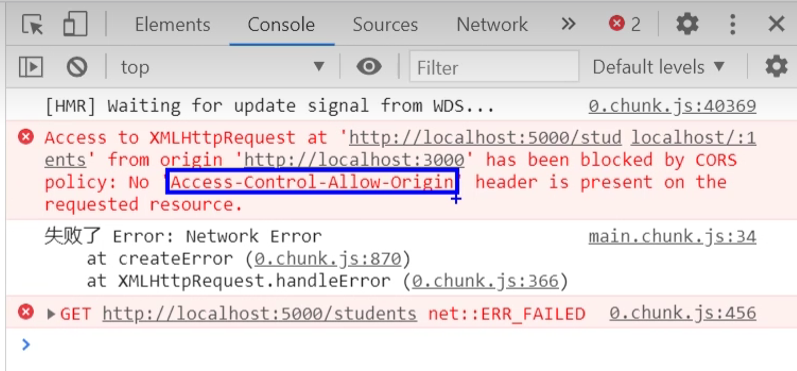 Elements Console Sources Network » 2
top Filter Default levels ▼
[HMR] Waiting for update signal from WDS... 0.chunk.js:40369
Access to XMLHttpRequest at 'http://localhost:5000/stud localhost/:1
ents' from origin 'http://localhost:3000' has been blocked by CORS
policy: No 'Access-Control-Allow-Origin' header is present on the
requested resource.
失败了 Error: Network Error main.chunk.js:34
at createError (0.chunk.js:870)
at XMLHttpRequest.handleError (0.chunk.js:366)
GET http://localhost:5000/students net::ERR_FAILED 0.chunk.js:456